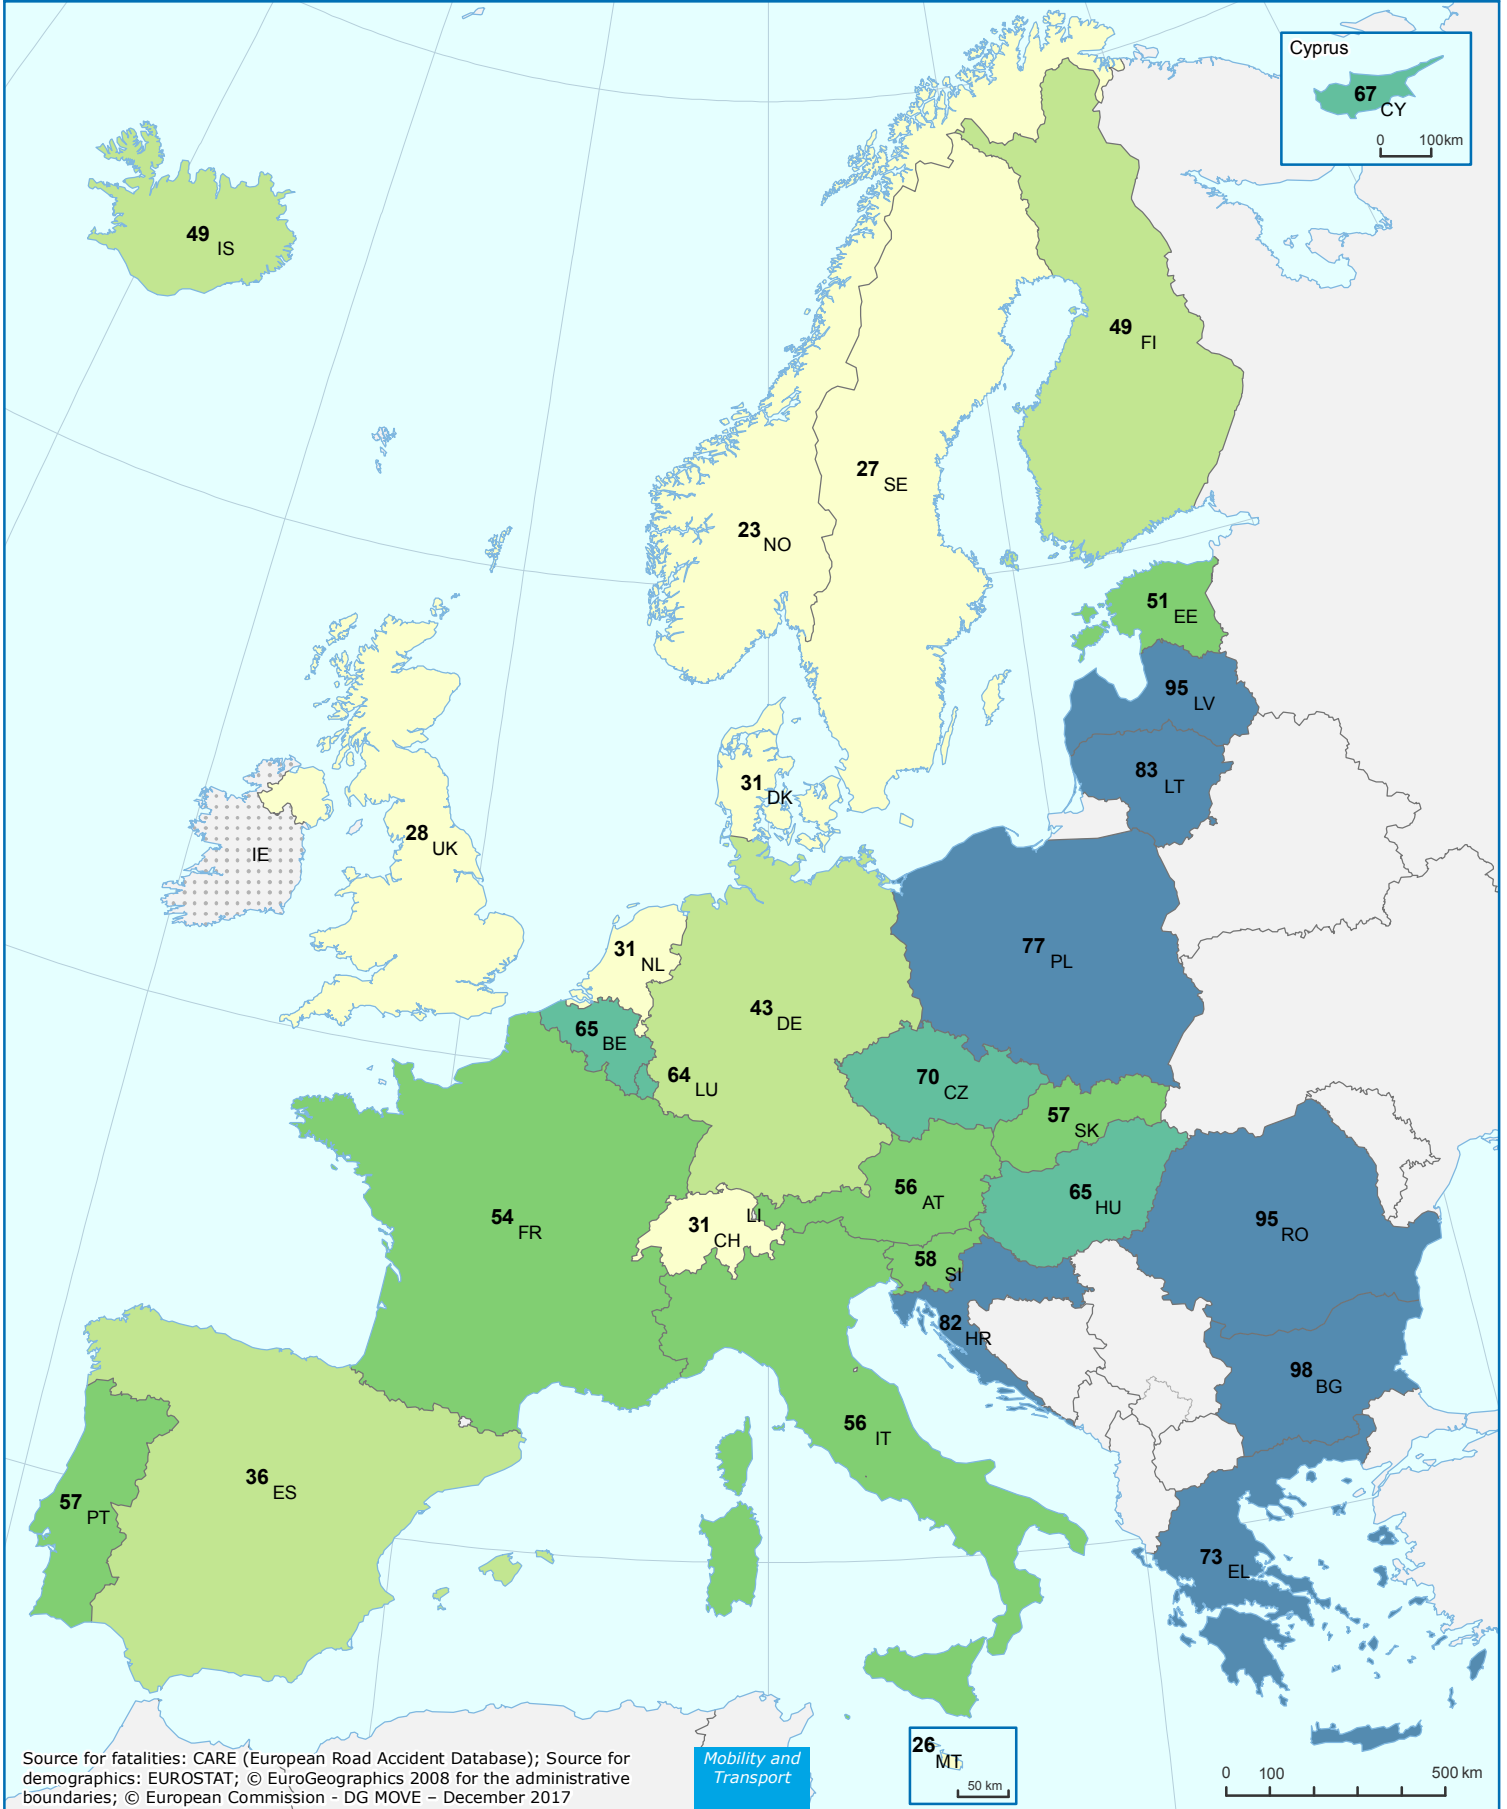 Cyprus
67
CY
0 100km
49
IS
49
FI
27
SE
23
NO
51
EE
95
LV
83
LT
31
DK
28
UK
IE
77
PL
31
NL
43
DE
65
BE
64
LU
70
CZ
57
SK
56
AT
65
HU
54
FR
31
CH
LI
95
RO
58
SI
82
HR
98
BG
56
IT
36
ES
57
PT
73
EL
26
MT
50 km
Source for fatalities: CARE (European Road Accident Database); Source for
demographics: EUROSTAT; © EuroGeographics 2008 for the administrative
boundaries; © European Commission - DG MOVE – December 2017
Mobility and
Transport
0 100 500 km